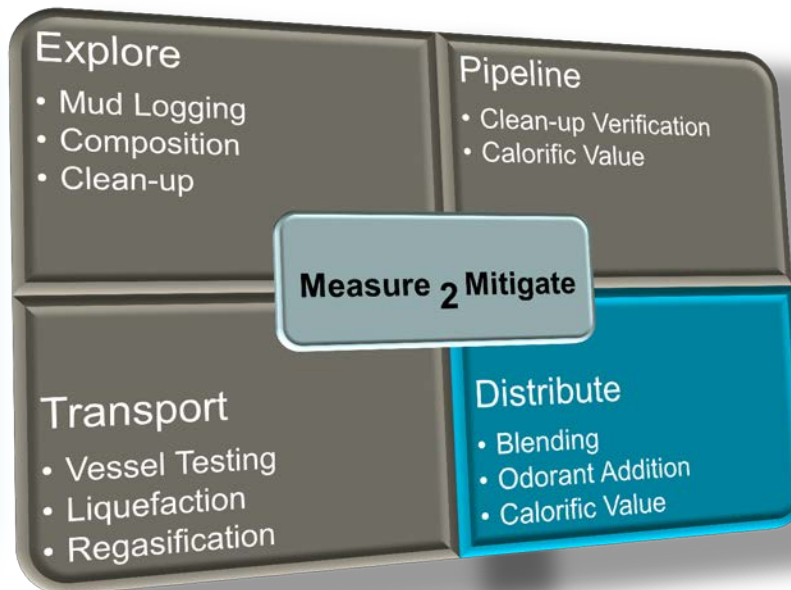 Explore
• Mud Logging
• Composition
• Clean-up
Pipeline
• Clean-up Verification
• Calorific Value
Measure 2 Mitigate
Transport
• Vessel Testing
• Liquefaction
• Regasification
Distribute
• Blending
• Odorant Addition
• Calorific Value